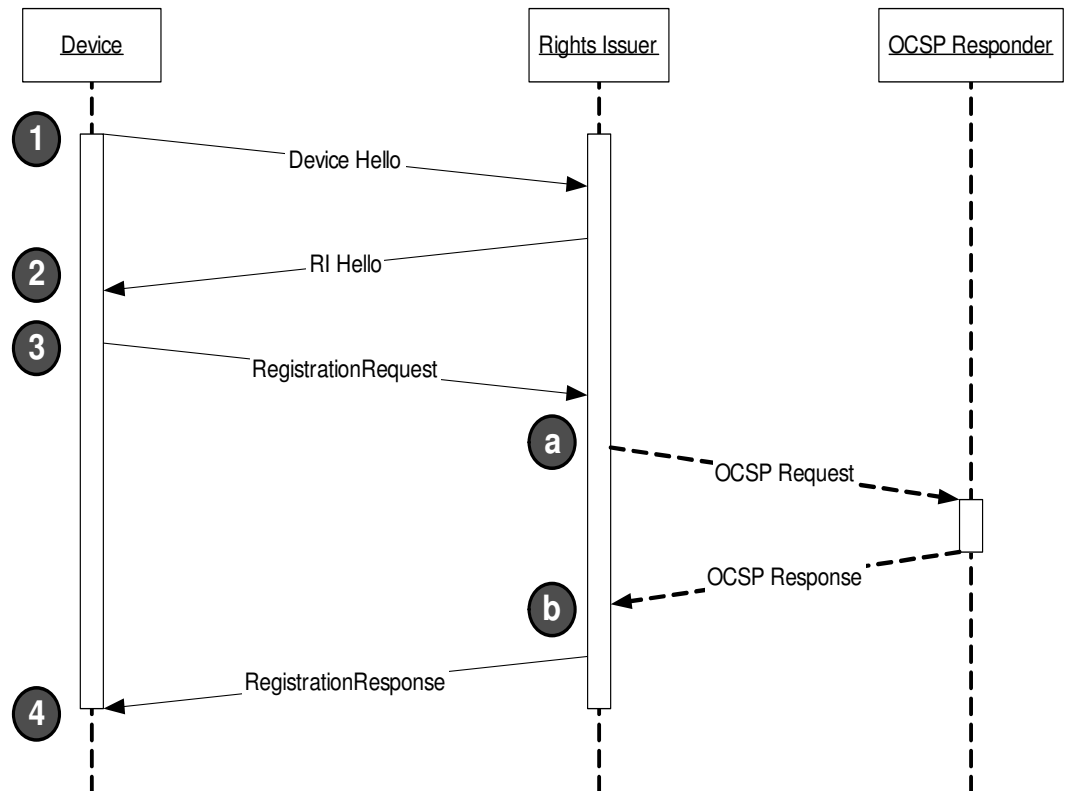 Device
Rights Issuer
OCSP Responder
1
Device Hello
RI Hello
2
3
RegistrationRequest
a
OCSP Request
OCSP Response
b
RegistrationResponse
4